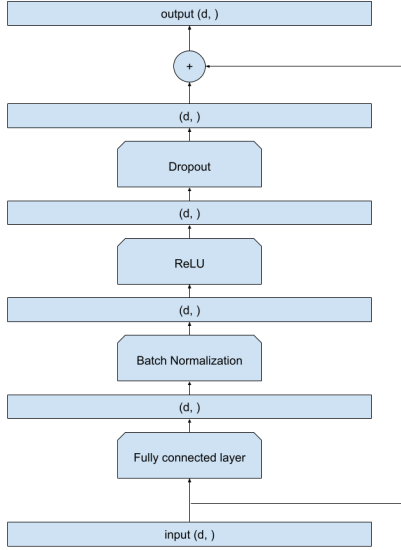 output (d, )
+
(d, )
Dropout
(d, )
ReLU
(d, )
Batch Normalization
(d, )
Fully connected layer
input (d, )